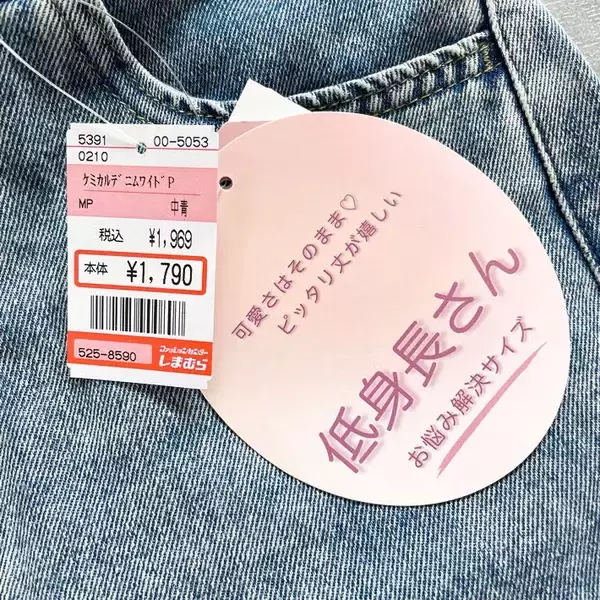 5391 00-5053
0210
ｹﾐｶﾙﾃﾞﾆﾑﾜｲﾄﾞP
MP 中青
税込 ¥1,969
本体 ¥1,790
525-8590
ファッションセンター
しまむら
可愛さはそのまま♡
ピッタリ丈が嬉しい
低身長さん
お悩み解決サイズ